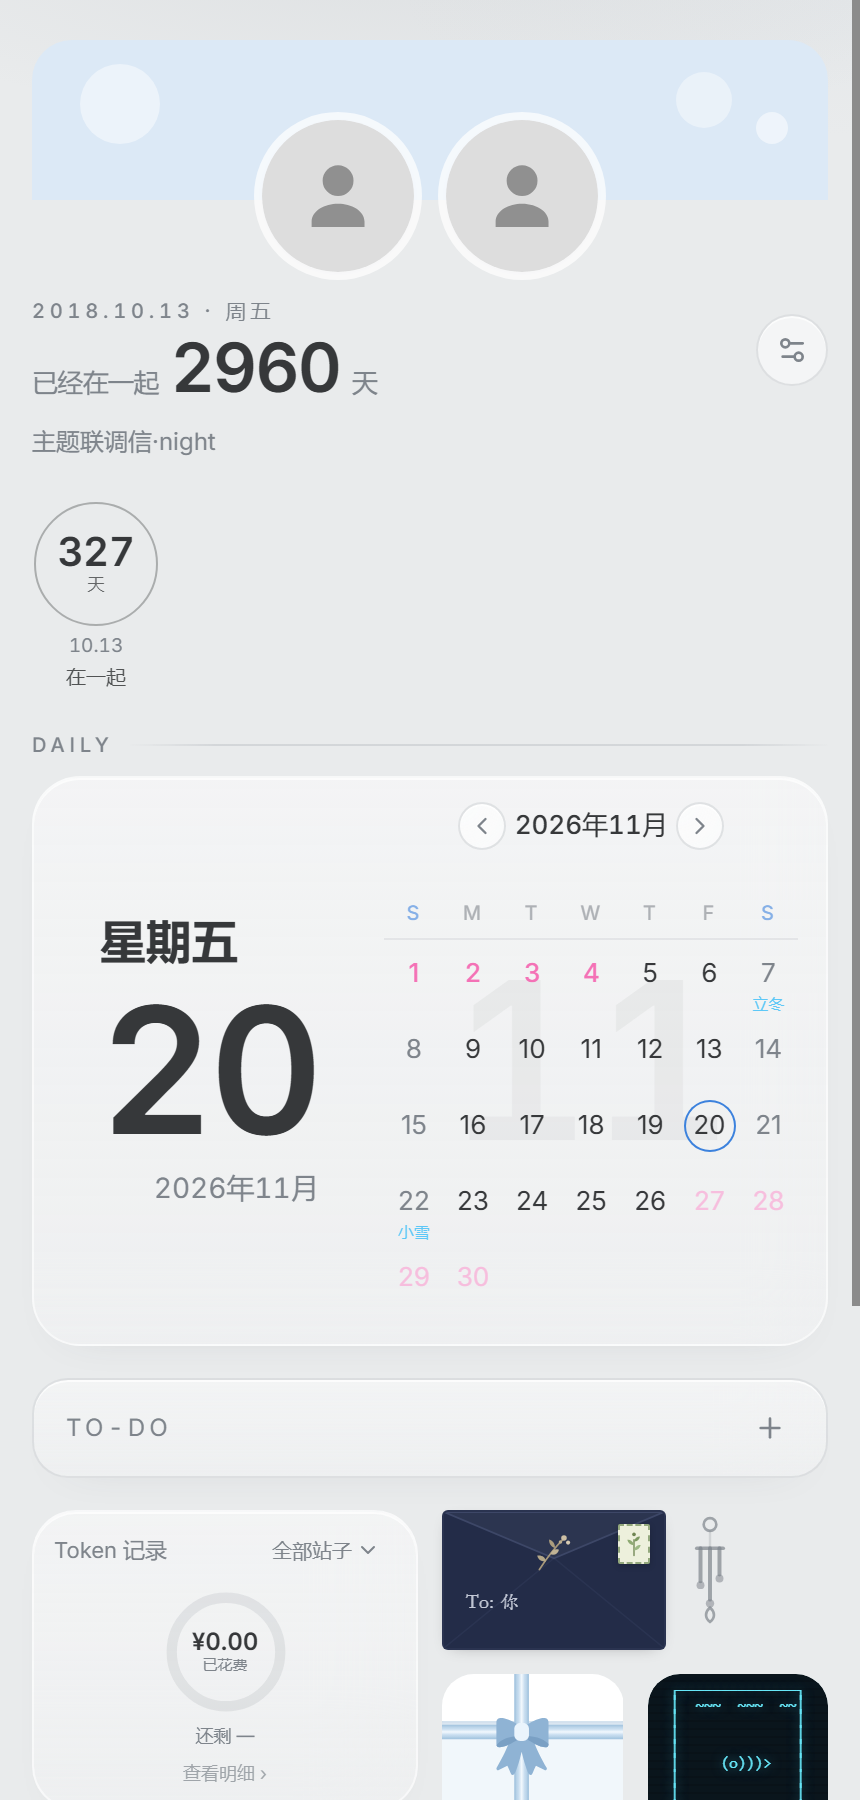 2018.10.13 · 周五
已经在一起 2960 天
主题联调信·night
327
天
10.13
在一起
DAILY
2026年11月
星期五
20
2026年11月
S M T W T F S
11
1 2 3 4 5 6 7
立冬
8 9 10 11 12 13 14
15 16 17 18 19 20 21
22 23 24 25 26 27 28
小雪
29 30
TO-DO
Token 记录 全部站子
¥0.00
已花费
还剩 —
查看明细 ›
To: 你
~~~ ~~~ ~~
(o)))>